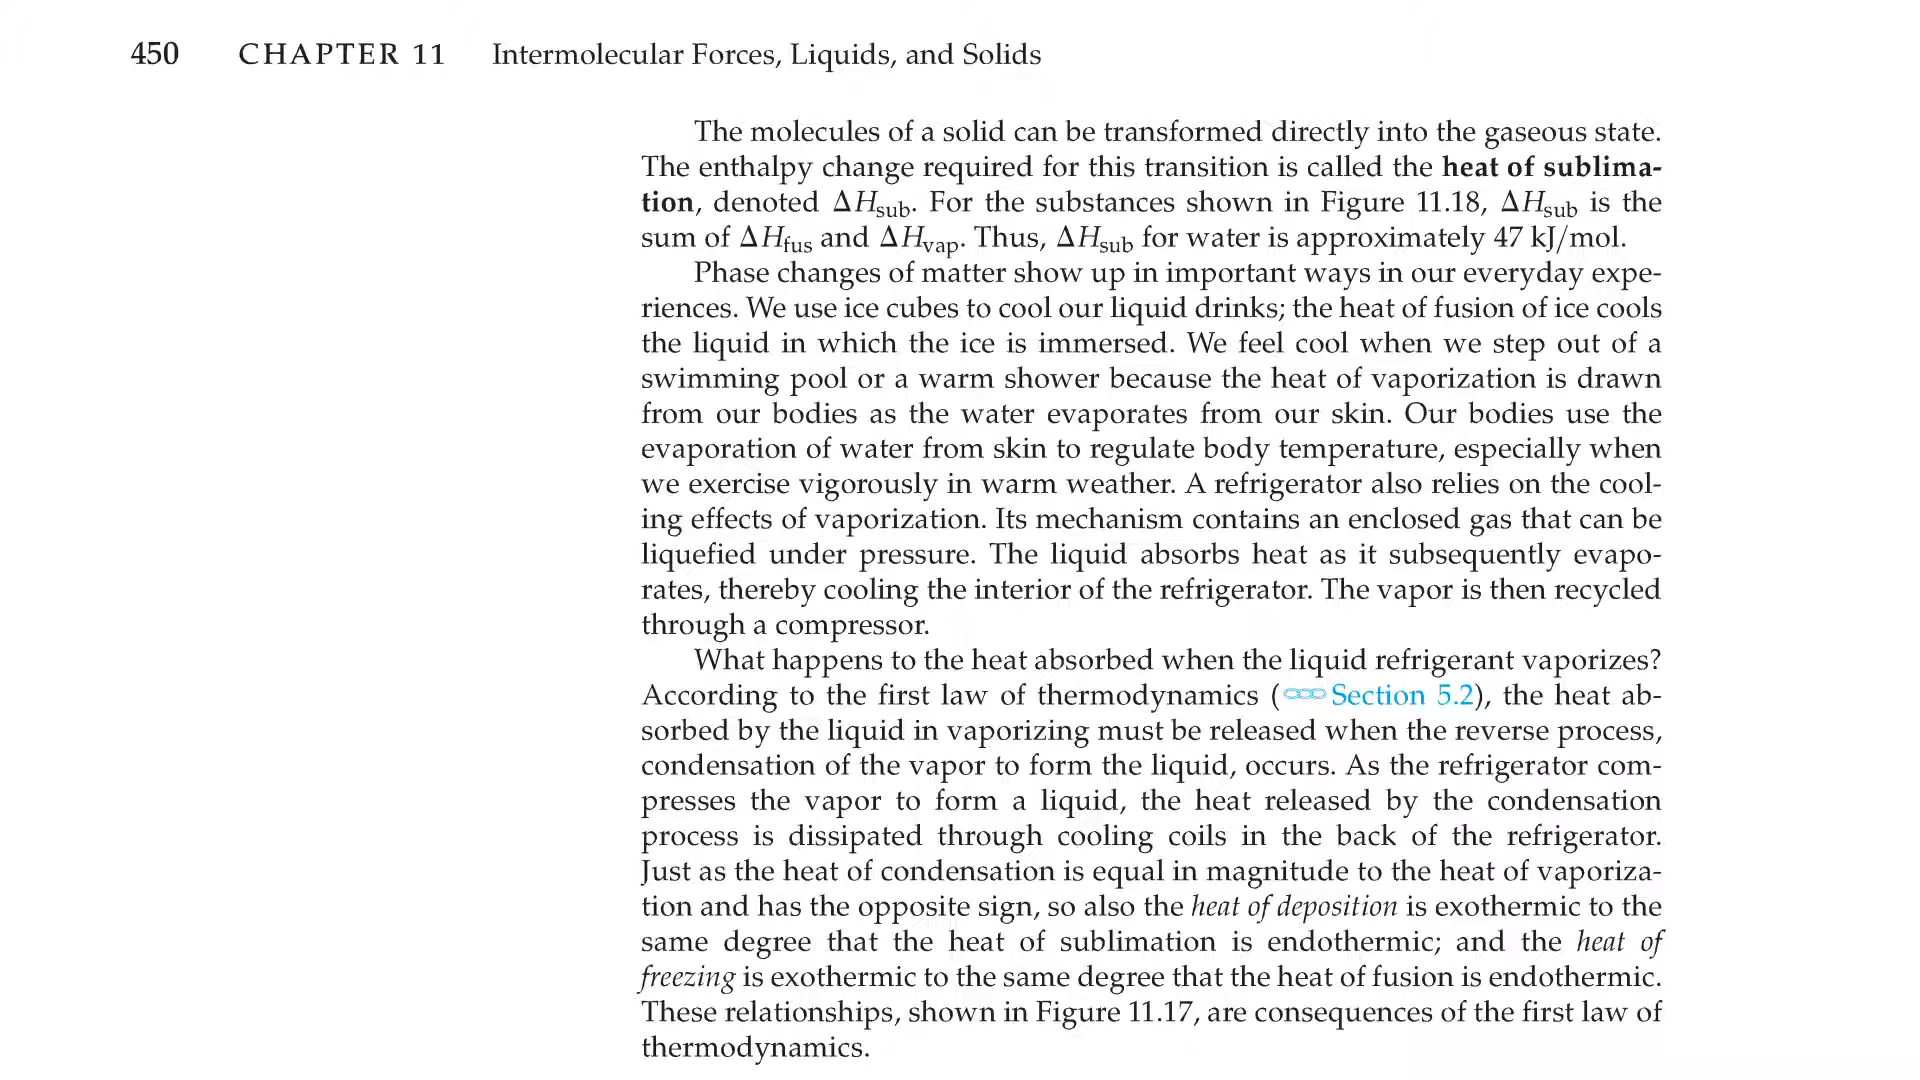 450 CHAPTER 11 Intermolecular Forces, Liquids, and Solids
The molecules of a solid can be transformed directly into the gaseous state.
The enthalpy change required for this transition is called the heat of sublima-
tion, denoted ΔHsub. For the substances shown in Figure 11.18, ΔHsub is the
sum of ΔHfus and ΔHvap. Thus, ΔHsub for water is approximately 47 kJ/mol.
Phase changes of matter show up in important ways in our everyday expe-
riences. We use ice cubes to cool our liquid drinks; the heat of fusion of ice cools
the liquid in which the ice is immersed. We feel cool when we step out of a
swimming pool or a warm shower because the heat of vaporization is drawn
from our bodies as the water evaporates from our skin. Our bodies use the
evaporation of water from skin to regulate body temperature, especially when
we exercise vigorously in warm weather. A refrigerator also relies on the cool-
ing effects of vaporization. Its mechanism contains an enclosed gas that can be
liquefied under pressure. The liquid absorbs heat as it subsequently evapo-
rates, thereby cooling the interior of the refrigerator. The vapor is then recycled
through a compressor.
What happens to the heat absorbed when the liquid refrigerant vaporizes?
According to the first law of thermodynamics (Section 5.2), the heat ab-
sorbed by the liquid in vaporizing must be released when the reverse process,
condensation of the vapor to form the liquid, occurs. As the refrigerator com-
presses the vapor to form a liquid, the heat released by the condensation
process is dissipated through cooling coils in the back of the refrigerator.
Just as the heat of condensation is equal in magnitude to the heat of vaporiza-
tion and has the opposite sign, so also the heat of deposition is exothermic to the
same degree that the heat of sublimation is endothermic; and the heat of
freezing is exothermic to the same degree that the heat of fusion is endothermic.
These relationships, shown in Figure 11.17, are consequences of the first law of
thermodynamics.